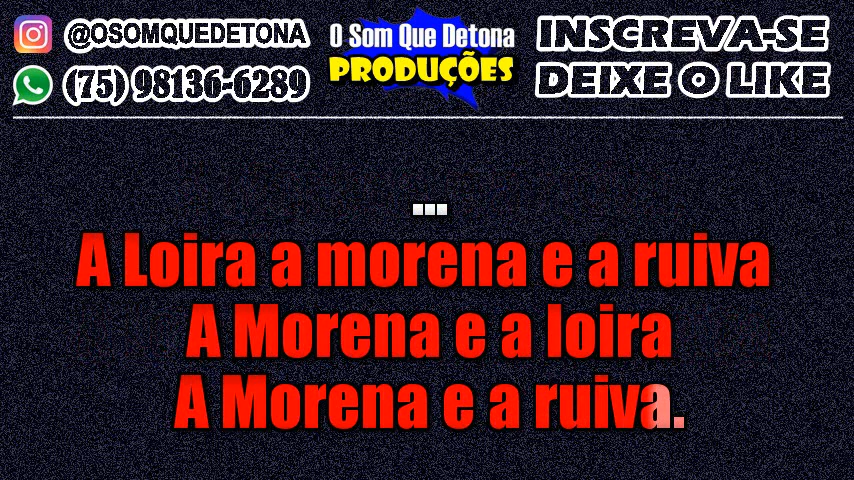 @OSOMQUEDETONA
(75) 98136-6289
O Som Que Detona
PRODUÇÕES
INSCREVA-SE
DEIXE O LIKE
...
A Loira a morena e a ruiva
A Morena e a loira
A Morena e a ruiva.